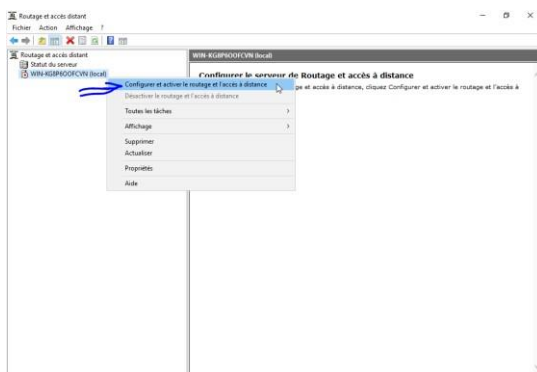 Routage et accès distant
Fichier Action Affichage ?
Routage et accès distant
Statut du serveur
WIN-KG8P6OOFCVN (local)
WIN-KG8P6OOFCVN (local)
Configurer le serveur de Routage et accès à distance
ge et accès à distance, cliquez Configurer et activer le routage et l'accès à
Configurer et activer le routage et l'accès à distance
Désactiver le routage et l'accès à distance
Toutes les tâches
Affichage
Supprimer
Actualiser
Propriétés
Aide